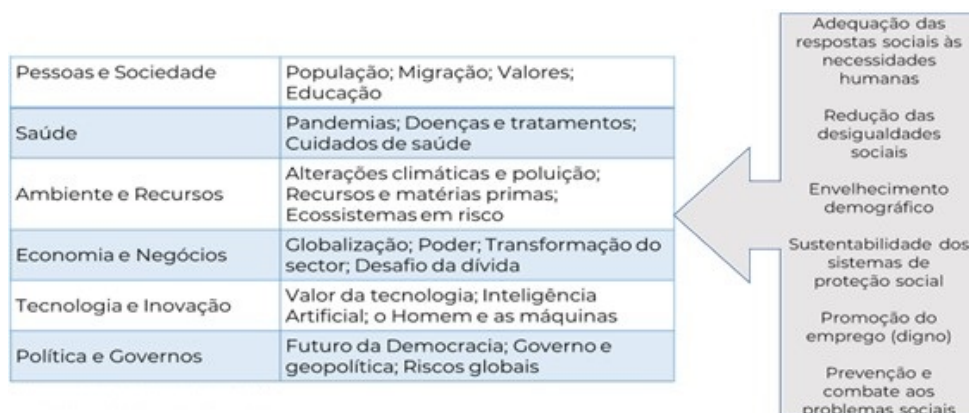 Pessoas e Sociedade
População; Migração; Valores;
Educação
Saúde
Pandemias; Doenças e tratamentos;
Cuidados de saúde
Ambiente e Recursos
Alterações climáticas e poluição;
Recursos e matérias primas;
Ecossistemas em risco
Economia e Negócios
Globalização; Poder; Transformação do
sector; Desafio da dívida
Tecnologia e Inovação
Valor da tecnologia; Inteligência
Artificial; o Homem e as máquinas
Política e Governos
Futuro da Democracia; Governo e
geopolítica; Riscos globais
Adequação das
respostas sociais às
necessidades
humanas
Redução das
desigualdades
sociais
Envelhecimento
demográfico
Sustentabilidade dos
sistemas de
proteção social
Promoção do
emprego (digno)
Prevenção e
combate aos
problemas sociais